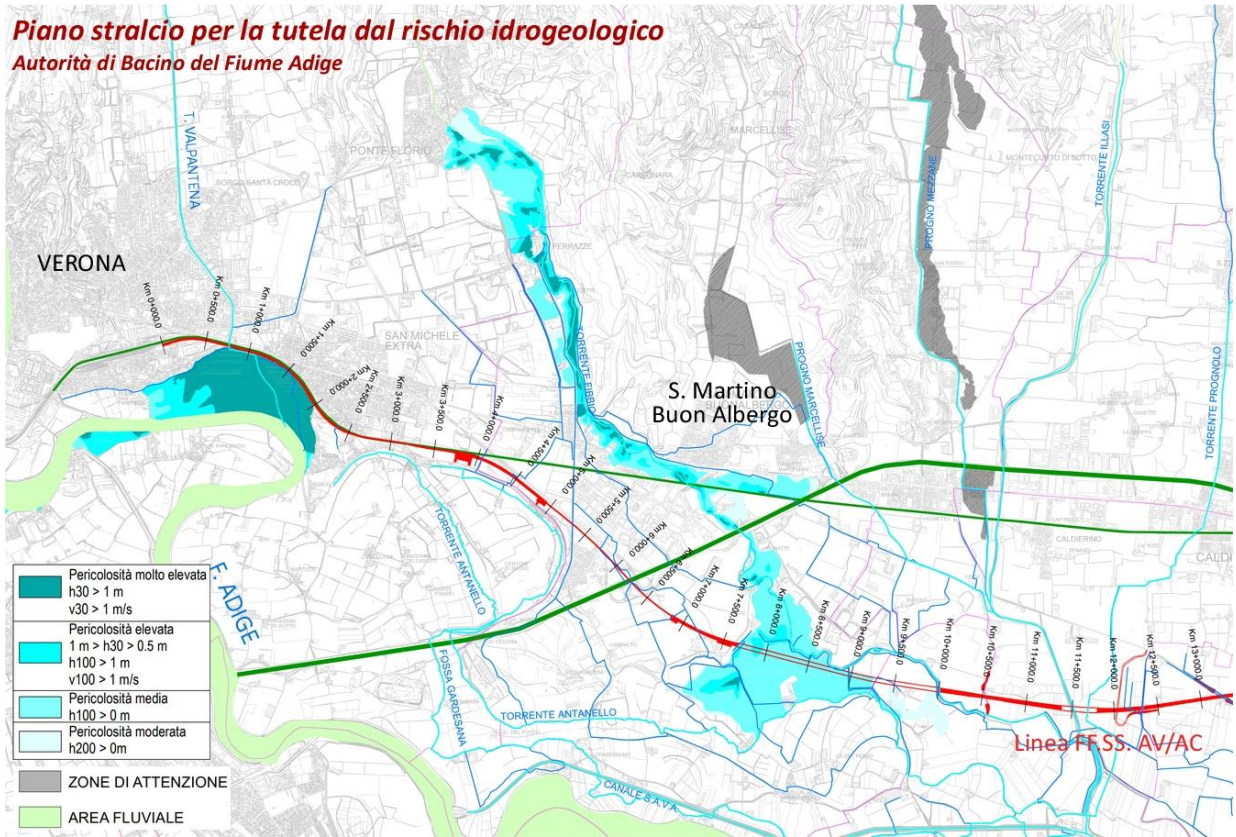 Piano stralcio per la tutela dal rischio idrogeologico
Autorità di Bacino del Fiume Adige
T. VALPANTENA
PONTE FLORIO
BORGO SANTA CROCE
MARCELLISE
MONTECURTO DI SOTTO
PROGNO MEZZANE
TORRENTE ILLASI
TORRENTE PROGNOLO
VERONA
FERRAZZE
SAN MICHELE
EXTRA
TORRENTE FIBBIO
S. Martino
Buon Albergo
PROGNO MARCELLISE
CALDIERINO
Km 0+000.0
Km 0+500.0
Km 1+000.0
Km 1+500.0
Km 2+000.0
Km 2+500.0
Km 3+000.0
Km 3+500.0
Km 4+000.0
Km 4+500.0
Km 5+000.0
Km 5+500.0
Km 6+000.0
Km 6+500.0
Km 7+000.0
Km 7+500.0
Km 8+000.0
Km 8+500.0
Km 9+000.0
Km 9+500.0
Km 10+000.0
Km 10+500.0
Km 11+000.0
Km 11+500.0
Km 12+000.0
Km 12+500.0
Km 13+000.0
TORRENTE ANTANELLO
F. ADIGE
FOSSA GARDESANA
TORRENTE ANTANELLO
CANALE S.A.V.A.
Linea FF.SS. AV/AC
Pericolosità molto elevata
h30 > 1 m
v30 > 1 m/s
Pericolosità elevata
1 m > h30 > 0.5 m
h100 > 1 m
v100 > 1 m/s
Pericolosità media
h100 > 0 m
Pericolosità moderata
h200 > 0m
ZONE DI ATTENZIONE
AREA FLUVIALE